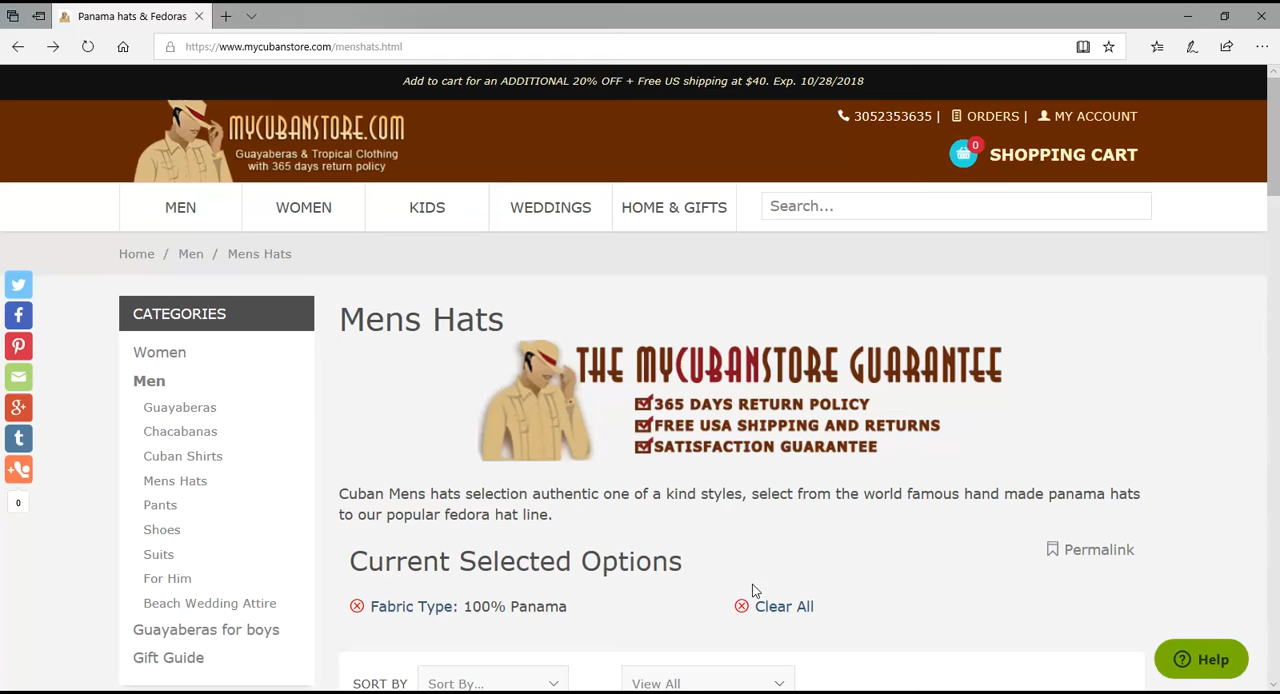 Panama hats & Fedoras
https://www.mycubanstore.com/menshats.html
Add to cart for an ADDITIONAL 20% OFF + Free US shipping at $40. Exp. 10/28/2018
MYCUBANSTORE.COM
Guayaberas & Tropical Clothing
with 365 days return policy
3052353635 | ORDERS | MY ACCOUNT
0 SHOPPING CART
MEN WOMEN KIDS WEDDINGS HOME & GIFTS Search...
Home / Men / Mens Hats
CATEGORIES
Women
Men
Guayaberas
Chacabanas
Cuban Shirts
Mens Hats
Pants
Shoes
Suits
For Him
Beach Wedding Attire
Guayaberas for boys
Gift Guide
0
Mens Hats
THE MYCUBANSTORE GUARANTEE
365 DAYS RETURN POLICY
FREE USA SHIPPING AND RETURNS
SATISFACTION GUARANTEE
Cuban Mens hats selection authentic one of a kind styles, select from the world famous hand made panama hats
to our popular fedora hat line.
Permalink
Current Selected Options
Fabric Type: 100% Panama Clear All
SORT BY Sort By... View All
Help